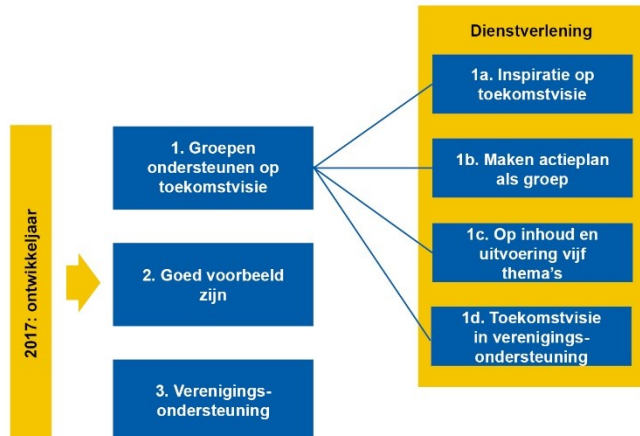 2017: ontwikkeljaar
1. Groepen
ondersteunen op
toekomstvisie
2. Goed voorbeeld
zijn
3. Verenigings-
ondersteuning
Dienstverlening
1a. Inspiratie op
toekomstvisie
1b. Maken actieplan
als groep
1c. Op inhoud en
uitvoering vijf
thema's
1d. Toekomstvisie
in verenigings-
ondersteuning